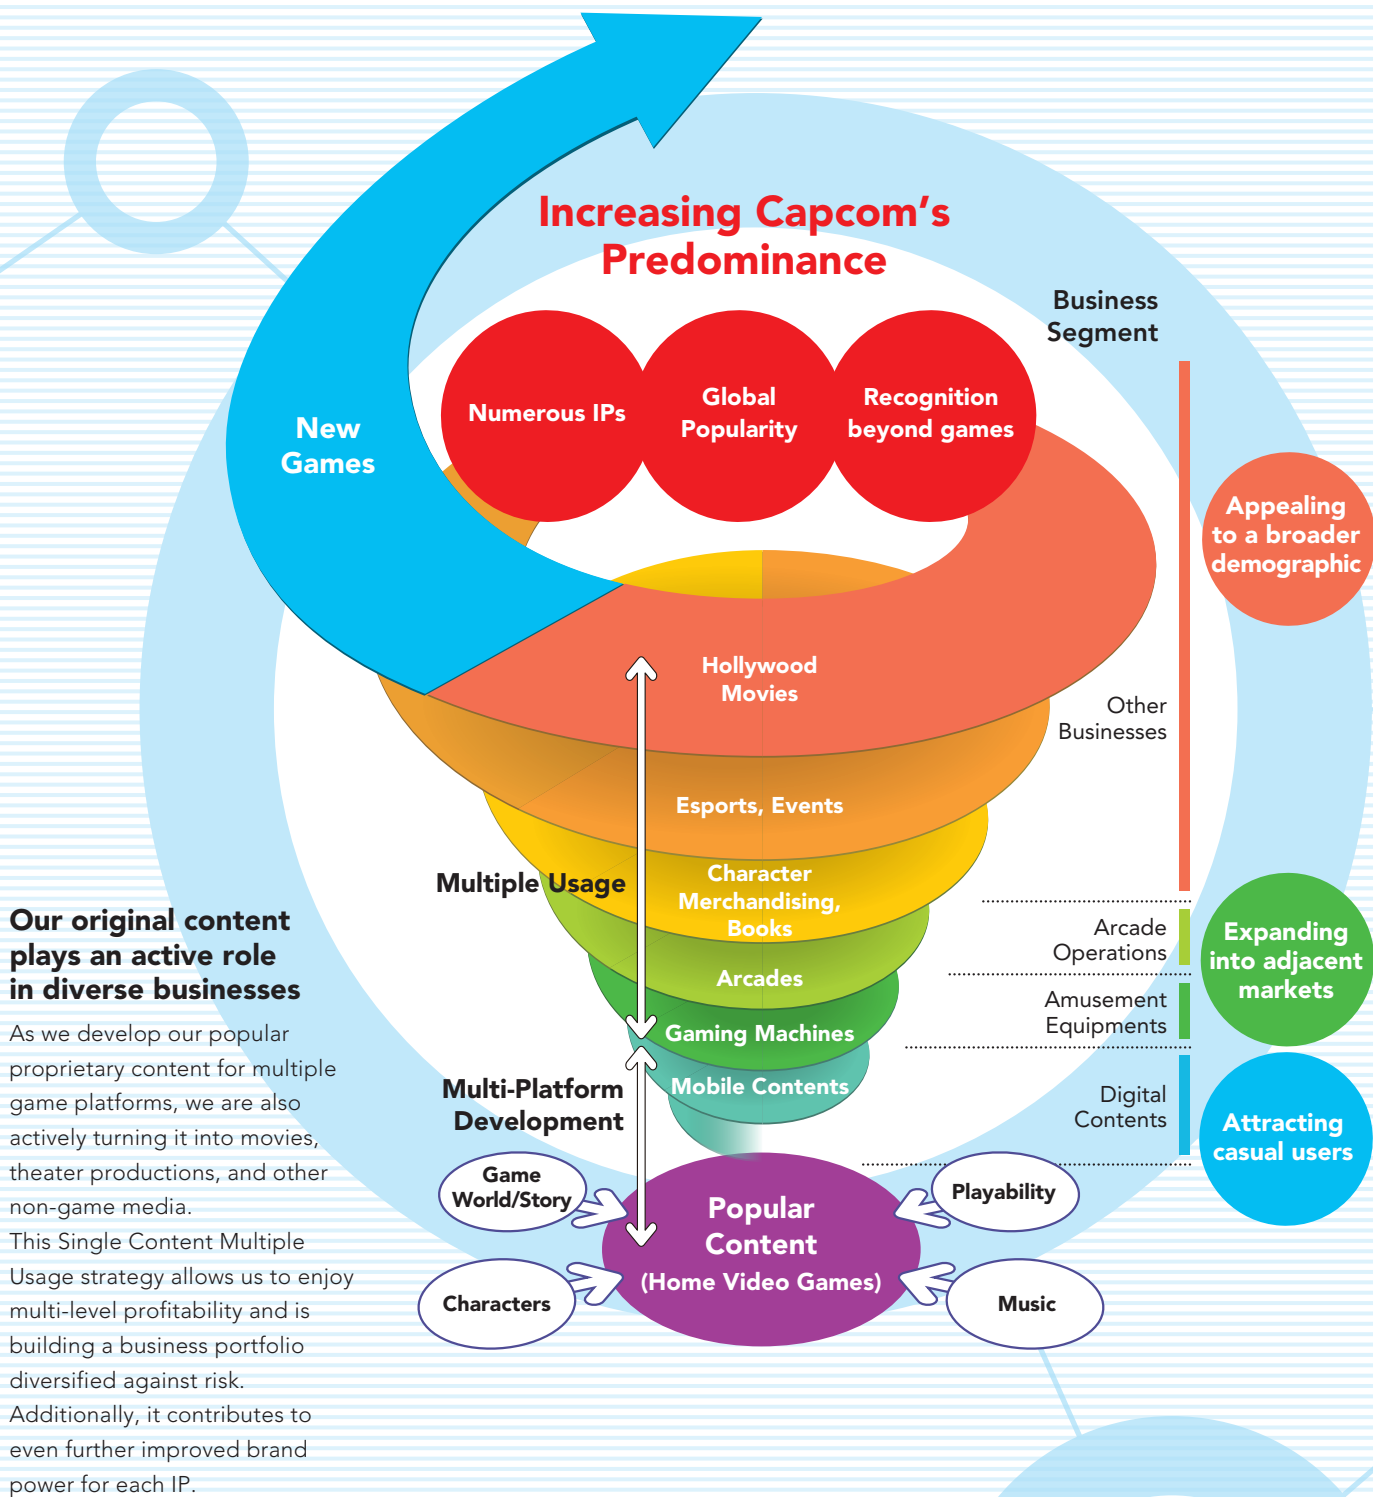 Increasing Capcom’s
Predominance
Business
Segment
Numerous IPs
Global
Popularity
Recognition
beyond games
New
Games
Appealing
to a broader
demographic
Hollywood
Movies
Other
Businesses
Esports, Events
Multiple Usage
Character
Merchandising,
Books
Arcades
Arcade
Operations
Expanding
into adjacent
markets
Gaming Machines
Amusement
Equipments
Mobile Contents
Multi-Platform
Development
Digital
Contents
Attracting
casual users
Game
World/Story
Playability
Popular
Content
(Home Video Games)
Characters
Music
Our original content
plays an active role
in diverse businesses
As we develop our popular
proprietary content for multiple
game platforms, we are also
actively turning it into movies,
theater productions, and other
non-game media.
This Single Content Multiple
Usage strategy allows us to enjoy
multi-level profitability and is
building a business portfolio
diversified against risk.
Additionally, it contributes to
even further improved brand
power for each IP.